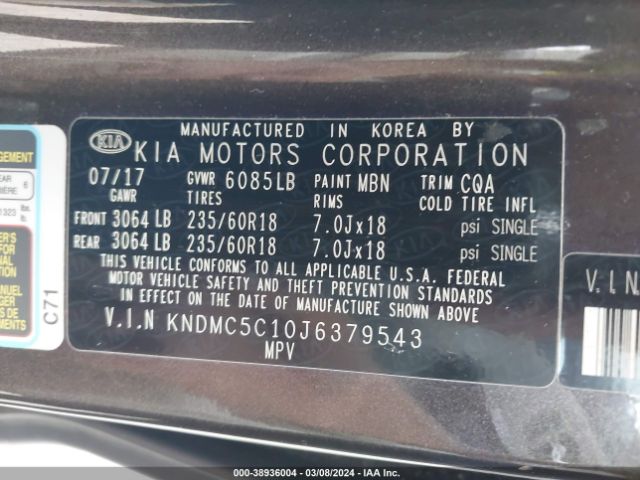 MANUFACTURED IN KOREA BY
KIA KIA MOTORS CORPORATION
07/17 GVWR 6085LB PAINT MBN TRIM CQA
GAWR TIRES RIMS COLD TIRE INFL
FRONT 3064 LB 235/60R18 7.0Jx18 psi SINGLE
REAR 3064 LB 235/60R18 7.0Jx18 psi SINGLE
THIS VEHICLE CONFORMS TO ALL APPLICABLE U.S.A. FEDERAL
MOTOR VEHICLE SAFETY AND THEFT PREVENTION STANDARDS
IN EFFECT ON THE DATE OF MANUFACTURE SHOWN ABOVE
V.I.N KNDMC5C10J6379543
MPV
C71
V.I.N
000-38936004 - 03/08/2024 - IAA Inc.